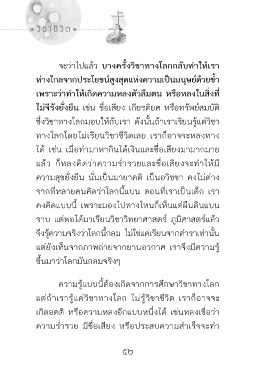 วิชาชีวิต
จะว่าไปแล้ว บางครั้งวิชาทางโลกกลับทำให้เรา
ห่างไกลจากประโยชน์สูงสุดแห่งความเป็นมนุษย์ด้วยซ้ำ
เพราะว่าทำให้เกิดความหลงตัวลืมตน หรือหลงในสิ่งที่
ไม่จีรังยั่งยืน เช่น ชื่อเสียง เกียรติยศ หรือทรัพย์สมบัติ
ซึ่งวิชาทางโลกมอบให้กับเรา ดังนั้นถ้าเราเรียนรู้แค่วิชา
ทางโลกโดยไม่เรียนวิชาชีวิตเลย เราก็อาจจะหลงทาง
ได้ เช่น เมื่อทำมาหากินได้เงินและชื่อเสียงมามากมาย
แล้ว ก็หลงคิดว่าความร่ำรวยและชื่อเสียงจะทำให้มี
ความสุขยั่งยืน นั่นเป็นมายาคติ เป็นอวิชชา คงไม่ต่าง
จากที่หลายคนคิดว่าโลกนี้แบน ตอนที่เราเป็นเด็ก เรา
คงคิดแบบนี้ เพราะมองไปทางไหนก็เห็นแต่ผืนดินแบน
ราบ แต่พอได้มาเรียนวิชาวิทยาศาสตร์ ภูมิศาสตร์แล้ว
จึงรู้ความจริงว่าโลกนี้กลม ไม่ใช่แค่เรียนจากตำราเท่านั้น
แต่ยังเห็นจากภาพถ่ายจากยานอวกาศ เราจึงมีความรู้
ขึ้นมาว่าโลกมันกลมจริงๆ
ความรู้แบบนี้ต้องเกิดจากการศึกษาวิชาทางโลก
แต่ถ้าเรารู้แค่วิชาทางโลก ไม่รู้วิชาชีวิต เราก็อาจจะ
เกิดอคติ หรือความหลงอีกแบบหนึ่งได้ เช่นหลงเชื่อว่า
ความร่ำรวย มีชื่อเสียง หรือประสบความสำเร็จจะทำ
๕๒